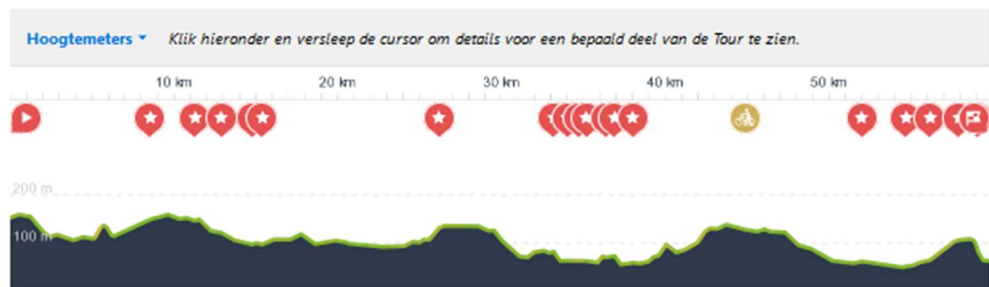 Hoogtemeters Klik hieronder en versleep de cursor om details voor een bepaald deel van de Tour te zien.
10 km 20 km 30 km 40 km 50 km
200 m
100 m